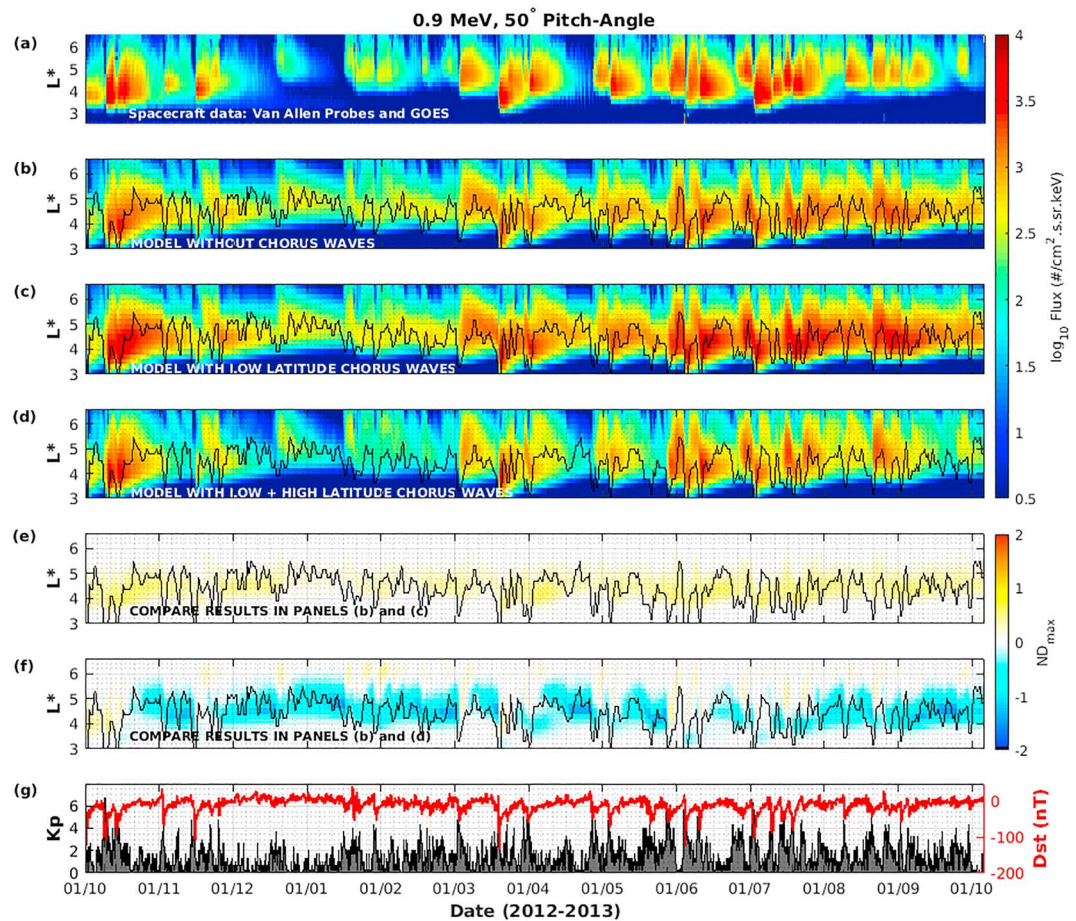 0.9 MeV, 50° Pitch-Angle
(a)
L*
6
5
4
3
Spacecraft data: Van Allen Probes and GOES
(b)
L*
6
5
4
3
MODEL WITHOUT CHORUS WAVES
(c)
L*
6
5
4
3
MODEL WITH LOW LATITUDE CHORUS WAVES
(d)
L*
6
5
4
3
MODEL WITH LOW + HIGH LATITUDE CHORUS WAVES
4
3.5
3
2.5
2
1.5
1
0.5
log10 Flux (#/cm2.s.sr.keV)
(e)
L*
6
5
4
3
COMPARE RESULTS IN PANELS (b) and (c)
(f)
L*
6
5
4
3
COMPARE RESULTS IN PANELS (b) and (d)
2
1
0
-1
-2
NDmax
(g)
Kp
6
4
2
0
0
-100
-200
Dst (nT)
01/10 01/11 01/12 01/01 01/02 01/03 01/04 01/05 01/06 01/07 01/08 01/09 01/10
Date (2012-2013)